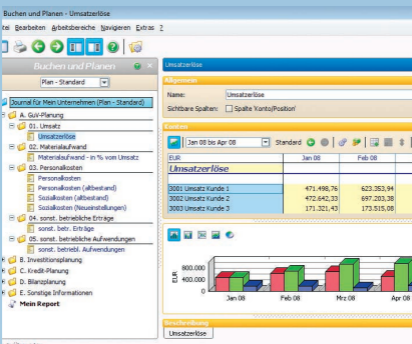 Buchen und Planen - Umsatzerlöse
tei Bearbeiten Arbeitsbereiche Navigieren Extras ?
Buchen und Planen
Plan - Standard
Journal für Mein Unternehmen (Plan - Standard)
A. GuV-Planung
01. Umsatz
Umsatzerlöse
02. Materialaufwand
Materialaufwand - in % vom Umsatz
03. Personalkosten
Personalkosten
Personalkosten (altbestand)
Sozialkosten (altbestand)
Sozialkosten (Neueinstellungen)
04. sonst. betriebliche Erträge
sonst. betr. Erträge
05. sonst. betriebliche Aufwendungen
sonst. betriebl. Aufwendungen
B. Investitionsplanung
C. Kredit-Planung
D. Bilanzplanung
E. Sonstige Informationen
Mein Report
Umsatzerlöse
Allgemein
Name: Umsatzerlöse
Sichtbare Spalten: Spalte 'Konto/Position'
Konten
Jan 08 bis Apr 08 Standard
EUR Jan 08 Feb 08
Umsatzerlöse
3001 Umsatz Kunde 1 471.498,76 623.353,94
3002 Umsatz Kunde 2 472.642,33 697.203,38
3003 Umsatz Kunde 3 171.321,43 173.515,08
EUR
800.000
400.000
Jan 08 Feb 08 Mrz 08 Apr 08
Beschreibung
Umsatzerlöse